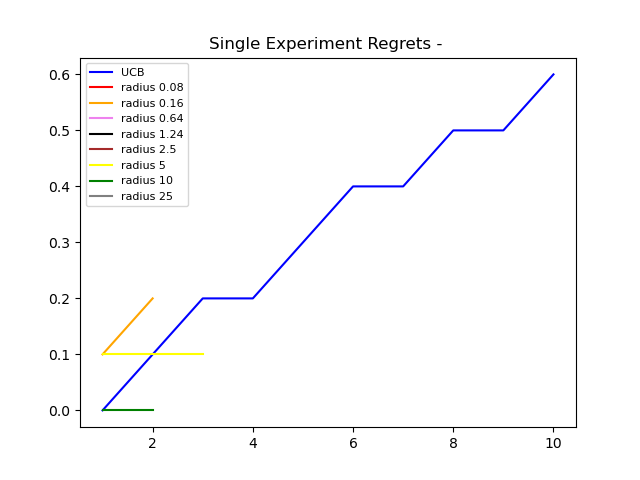 Single Experiment Regrets -
UCB
radius 0.08
radius 0.16
radius 0.64
radius 1.24
radius 2.5
radius 5
radius 10
radius 25
0.6
0.5
0.4
0.3
0.2
0.1
0.0
2 4 6 8 10